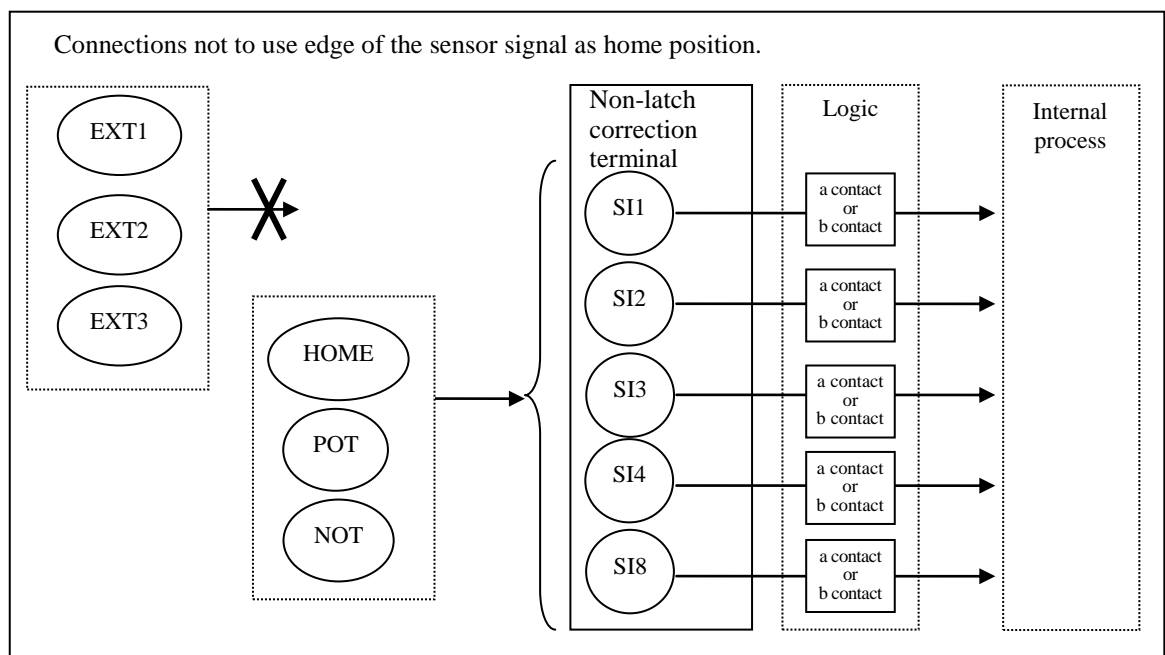 Connections not to use edge of the sensor signal as home position.
EXT1
EXT2
EXT3
HOME
POT
NOT
Non-latch
correction
terminal
SI1
SI2
SI3
SI4
SI8
Logic
a contact
or
b contact
a contact
or
b contact
a contact
or
b contact
a contact
or
b contact
a contact
or
b contact
Internal
process